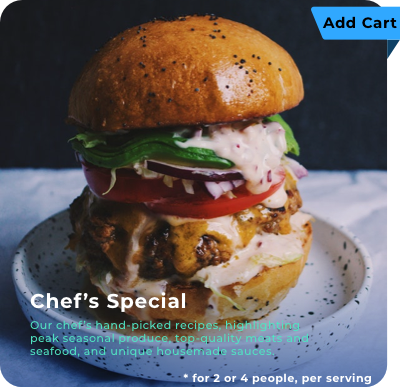 Add Cart
Chef's Special
Our chef's hand-picked recipes, highlighting
peak seasonal produce, top-quality meats and
seafood, and unique housemade sauces.
* for 2 or 4 people, per serving